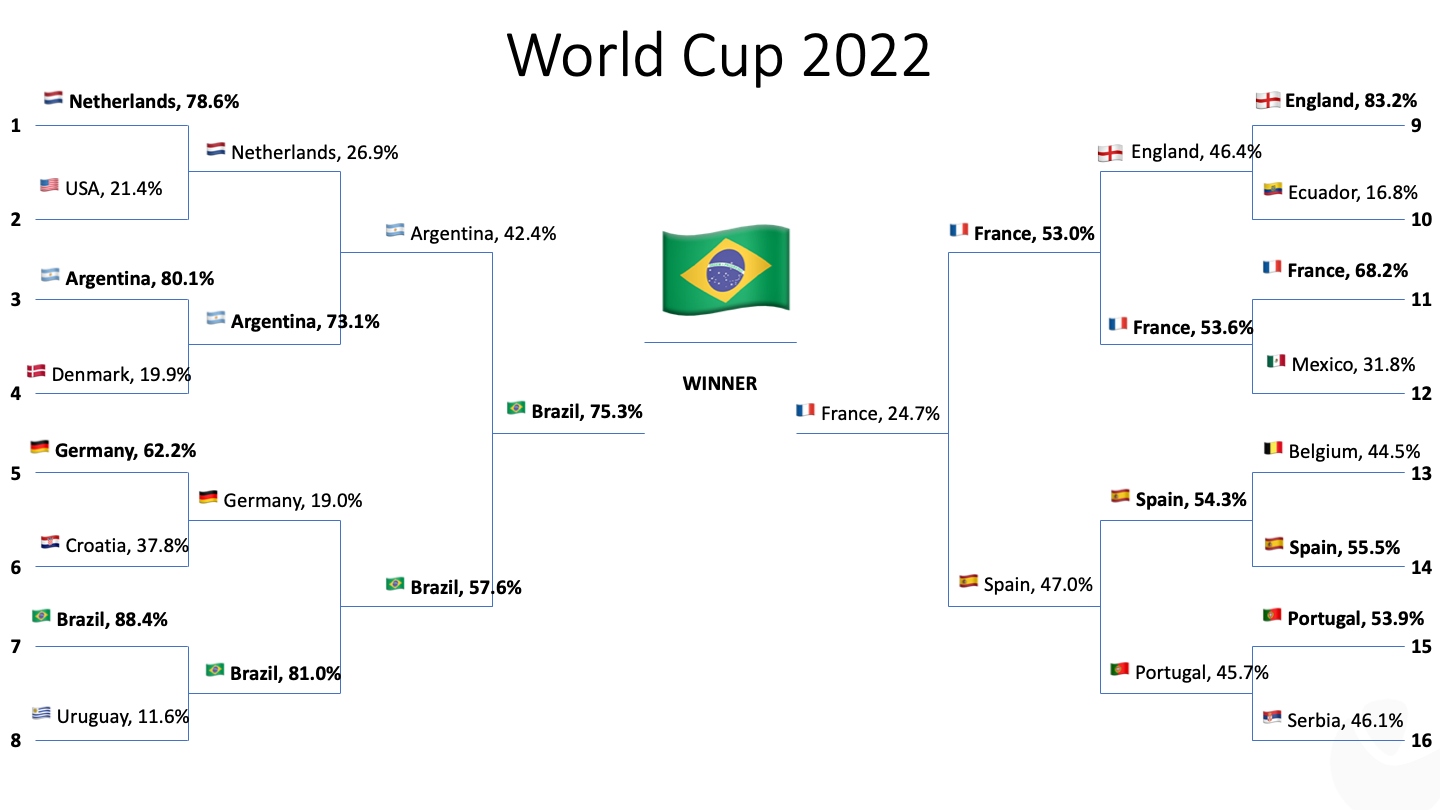 World Cup 2022
Netherlands, 78.6%
1
Netherlands, 26.9%
USA, 21.4%
2
Argentina, 42.4%
Argentina, 80.1%
3
Argentina, 73.1%
Denmark, 19.9%
4
Brazil, 75.3%
Germany, 62.2%
5
Germany, 19.0%
Croatia, 37.8%
6
Brazil, 57.6%
Brazil, 88.4%
7
Brazil, 81.0%
Uruguay, 11.6%
8
WINNER
England, 83.2%
9
England, 46.4%
Ecuador, 16.8%
10
France, 53.0%
France, 68.2%
11
France, 53.6%
Mexico, 31.8%
12
France, 24.7%
Belgium, 44.5%
13
Spain, 54.3%
Spain, 55.5%
14
Spain, 47.0%
Portugal, 53.9%
15
Portugal, 45.7%
Serbia, 46.1%
16